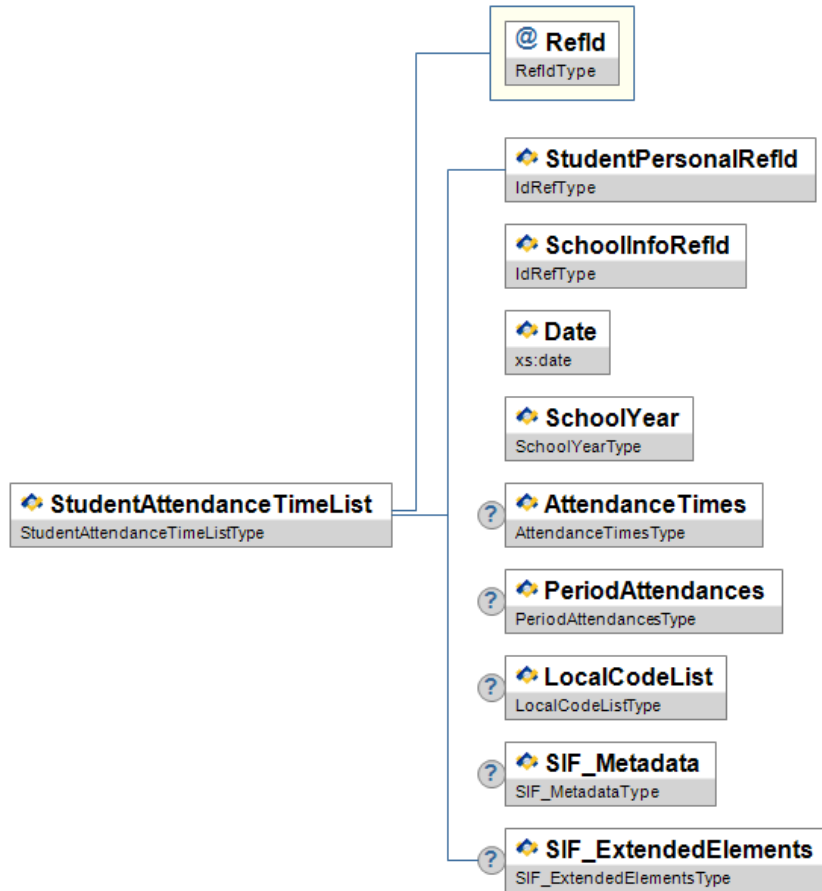 @ RefId
RefIdType
StudentPersonalRefId
IdRefType
SchoolInfoRefId
IdRefType
Date
xs:date
SchoolYear
SchoolYearType
StudentAttendanceTimeList
StudentAttendanceTimeListType
? AttendanceTimes
AttendanceTimesType
? PeriodAttendances
PeriodAttendancesType
? LocalCodeList
LocalCodeListType
? SIF_Metadata
SIF_MetadataType
? SIF_ExtendedElements
SIF_ExtendedElementsType